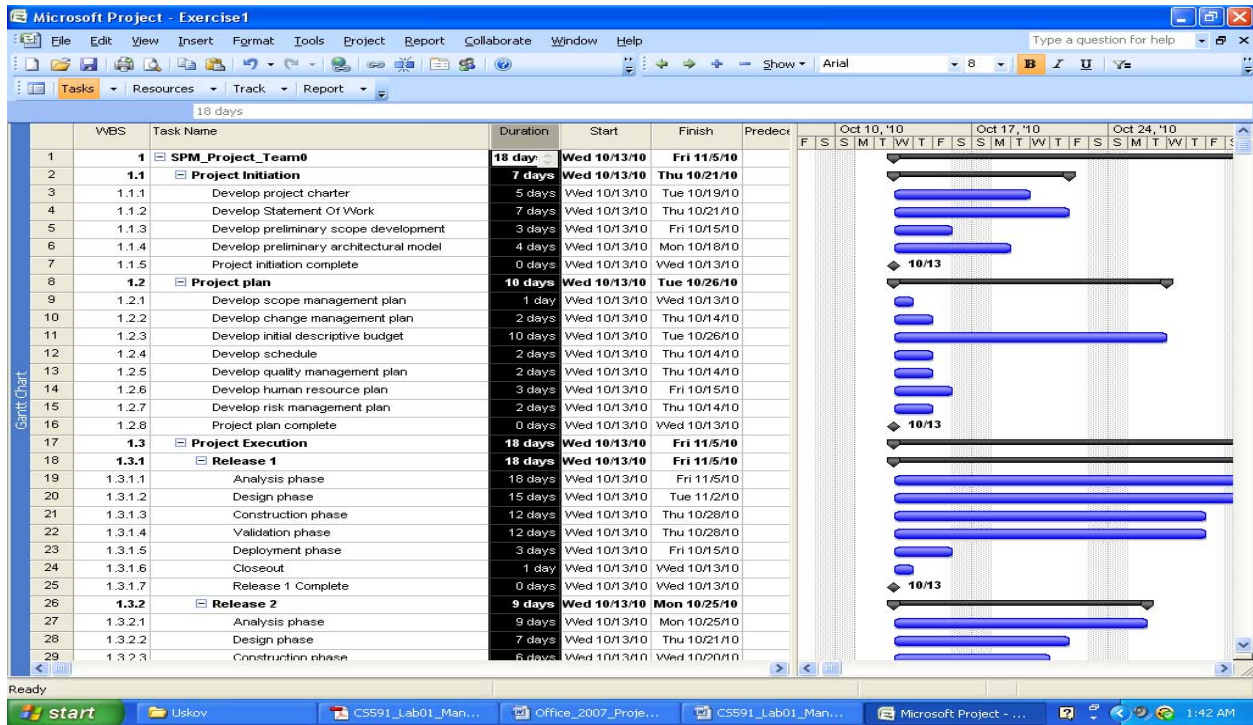 Microsoft Project - Exercise1
File Edit View Insert Format Tools Project Report Collaborate Window Help Type a question for help
Show Arial 8 B I U
Tasks Resources Track Report
18 days
WBS Task Name Duration Start Finish Predece Oct 10, '10 Oct 17, '10 Oct 24, '10
F S S M T W T F S S M T W T F S S M T W T F S
1 1 SPM_Project_Team0 18 day Wed 10/13/10 Fri 11/5/10
2 1.1 Project Initiation 7 days Wed 10/13/10 Thu 10/21/10
3 1.1.1 Develop project charter 5 days Wed 10/13/10 Tue 10/19/10
4 1.1.2 Develop Statement Of Work 7 days Wed 10/13/10 Thu 10/21/10
5 1.1.3 Develop preliminary scope development 3 days Wed 10/13/10 Fri 10/15/10
6 1.1.4 Develop preliminary architectural model 4 days Wed 10/13/10 Mon 10/18/10
7 1.1.5 Project initiation complete 0 days Wed 10/13/10 Wed 10/13/10 10/13
8 1.2 Project plan 10 days Wed 10/13/10 Tue 10/26/10
9 1.2.1 Develop scope management plan 1 day Wed 10/13/10 Wed 10/13/10
10 1.2.2 Develop change management plan 2 days Wed 10/13/10 Thu 10/14/10
11 1.2.3 Develop initial descriptive budget 10 days Wed 10/13/10 Tue 10/26/10
12 1.2.4 Develop schedule 2 days Wed 10/13/10 Thu 10/14/10
13 1.2.5 Develop quality management plan 2 days Wed 10/13/10 Thu 10/14/10
14 1.2.6 Develop human resource plan 3 days Wed 10/13/10 Fri 10/15/10
15 1.2.7 Develop risk management plan 2 days Wed 10/13/10 Thu 10/14/10
16 1.2.8 Project plan complete 0 days Wed 10/13/10 Wed 10/13/10 10/13
17 1.3 Project Execution 18 days Wed 10/13/10 Fri 11/5/10
18 1.3.1 Release 1 18 days Wed 10/13/10 Fri 11/5/10
19 1.3.1.1 Analysis phase 18 days Wed 10/13/10 Fri 11/5/10
20 1.3.1.2 Design phase 15 days Wed 10/13/10 Tue 11/2/10
21 1.3.1.3 Construction phase 12 days Wed 10/13/10 Thu 10/28/10
22 1.3.1.4 Validation phase 12 days Wed 10/13/10 Thu 10/28/10
23 1.3.1.5 Deployment phase 3 days Wed 10/13/10 Fri 10/15/10
24 1.3.1.6 Closeout 1 day Wed 10/13/10 Wed 10/13/10
25 1.3.1.7 Release 1 Complete 0 days Wed 10/13/10 Wed 10/13/10 10/13
26 1.3.2 Release 2 9 days Wed 10/13/10 Mon 10/25/10
27 1.3.2.1 Analysis phase 9 days Wed 10/13/10 Mon 10/25/10
28 1.3.2.2 Design phase 7 days Wed 10/13/10 Thu 10/21/10
29 1.3.2.3 Construction phase 6 days Wed 10/13/10 Wed 10/20/10
Gantt Chart
Ready
start Uskov CS591_Lab01_Man... Office_2007_Proje... CS591_Lab01_Man... Microsoft Project - ... 1:42 AM